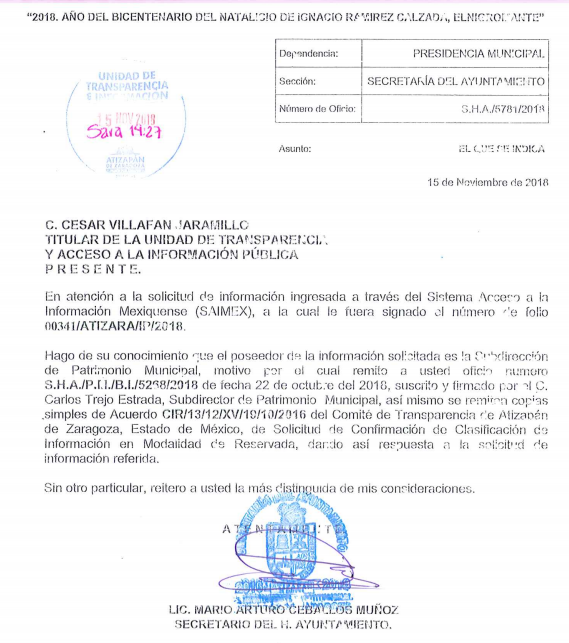 "2018. AÑO DEL BICENTENARIO DEL NATALICIO DE IGNACIO RAMIREZ CALZADA, ELNIGROMANTE"
Dependencia: PRESIDENCIA MUNICIPAL
Sección: SECRETARÍA DEL AYUNTAMIENTO
Número de Oficio: S.H.A./5781/2018
UNIDAD DE
TRANSPARENCIA
E INFORMACIÓN
15 NOV 2018
Sara 14:27
ATIZAPÁN
Asunto: EL QUE SE INDICA
15 de Noviembre de 2018
C. CESAR VILLAFAN JARAMILLO
TITULAR DE LA UNIDAD DE TRANSPARENCIA
Y ACCESO A LA INFORMACIÓN PÚBLICA
P R E S E N T E.
En atención a la solicitud de información ingresada a través del Sistema Acceso a la
Información Mexiquense (SAIMEX), a la cual le fuera signado el número de folio
00341/ATIZARA/IP/2018.
Hago de su conocimiento que el poseedor de la información solicitada es la Subdirección
de Patrimonio Municipal, motivo por el cual remito a usted oficio numero
S.H.A./P.I.I./B.I./5298/2018 de fecha 22 de octubre del 2018, suscrito y firmado por el C.
Carlos Trejo Estrada, Subdirector de Patrimonio Municipal, así mismo se remiten copias
simples de Acuerdo CIR/13/12/XV/19/10/2016 del Comité de Transparencia de Atizapán
de Zaragoza, Estado de México, de Solicitud de Confirmación de Clasificación de
Información en Modalidad de Reservada, dando así respuesta a la solicitud de
información referida.
Sin otro particular, reitero a usted la más distinguida de mis consideraciones.
A T E N T A M E N T E
LIC. MARIO ARTURO CEBALLOS MUÑOZ
SECRETARIO DEL H. AYUNTAMIENTO.